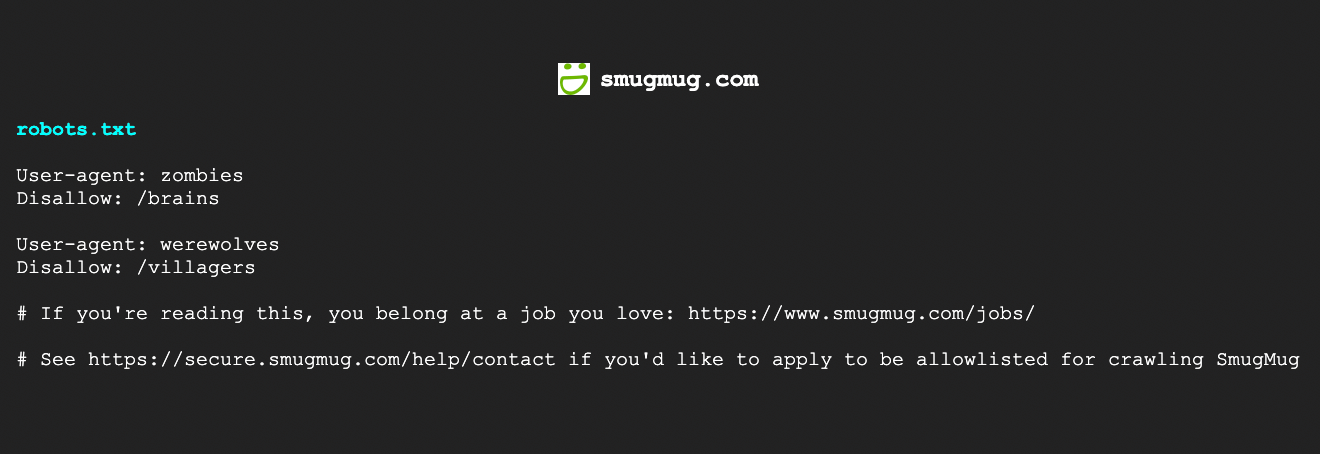 smugmug.com
robots.txt
User-agent: zombies
Disallow: /brains
User-agent: werewolves
Disallow: /villagers
# If you're reading this, you belong at a job you love: https://www.smugmug.com/jobs/
# See https://secure.smugmug.com/help/contact if you'd like to apply to be allowlisted for crawling SmugMug